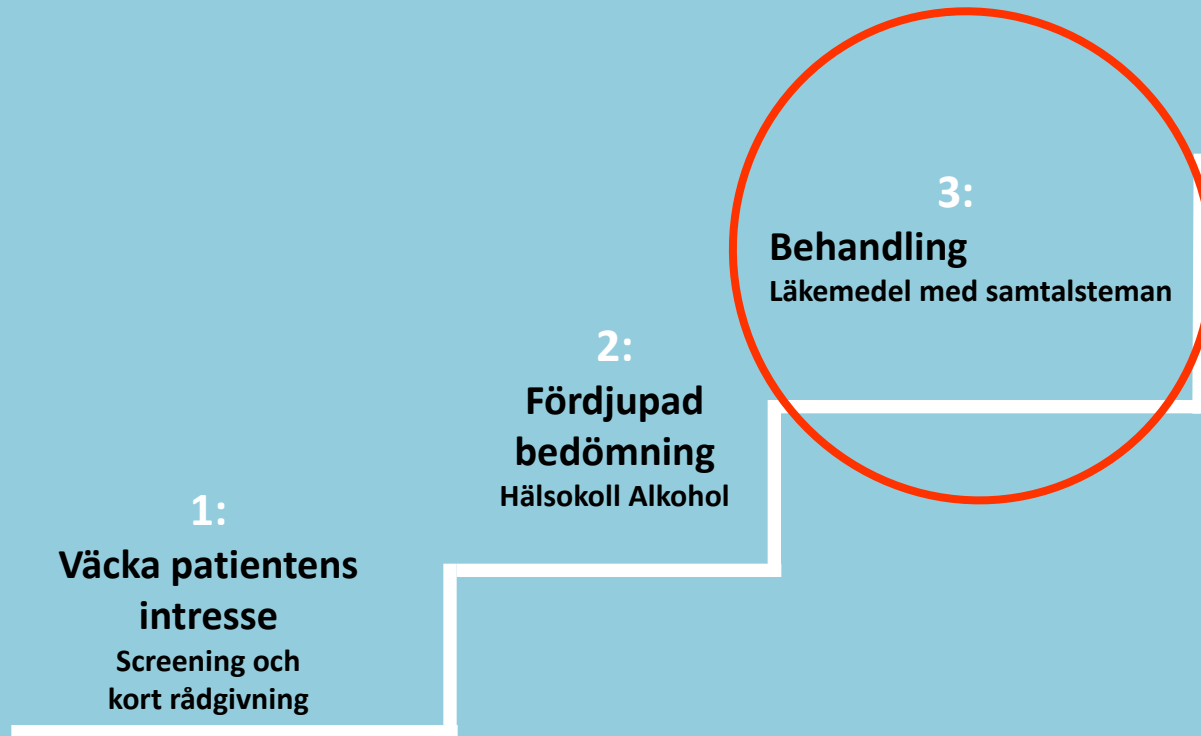 1:
Väcka patientens
intresse
Screening och
kort rådgivning
2:
Fördjupad
bedömning
Hälsokoll Alkohol
3:
Behandling
Läkemedel med samtalsteman